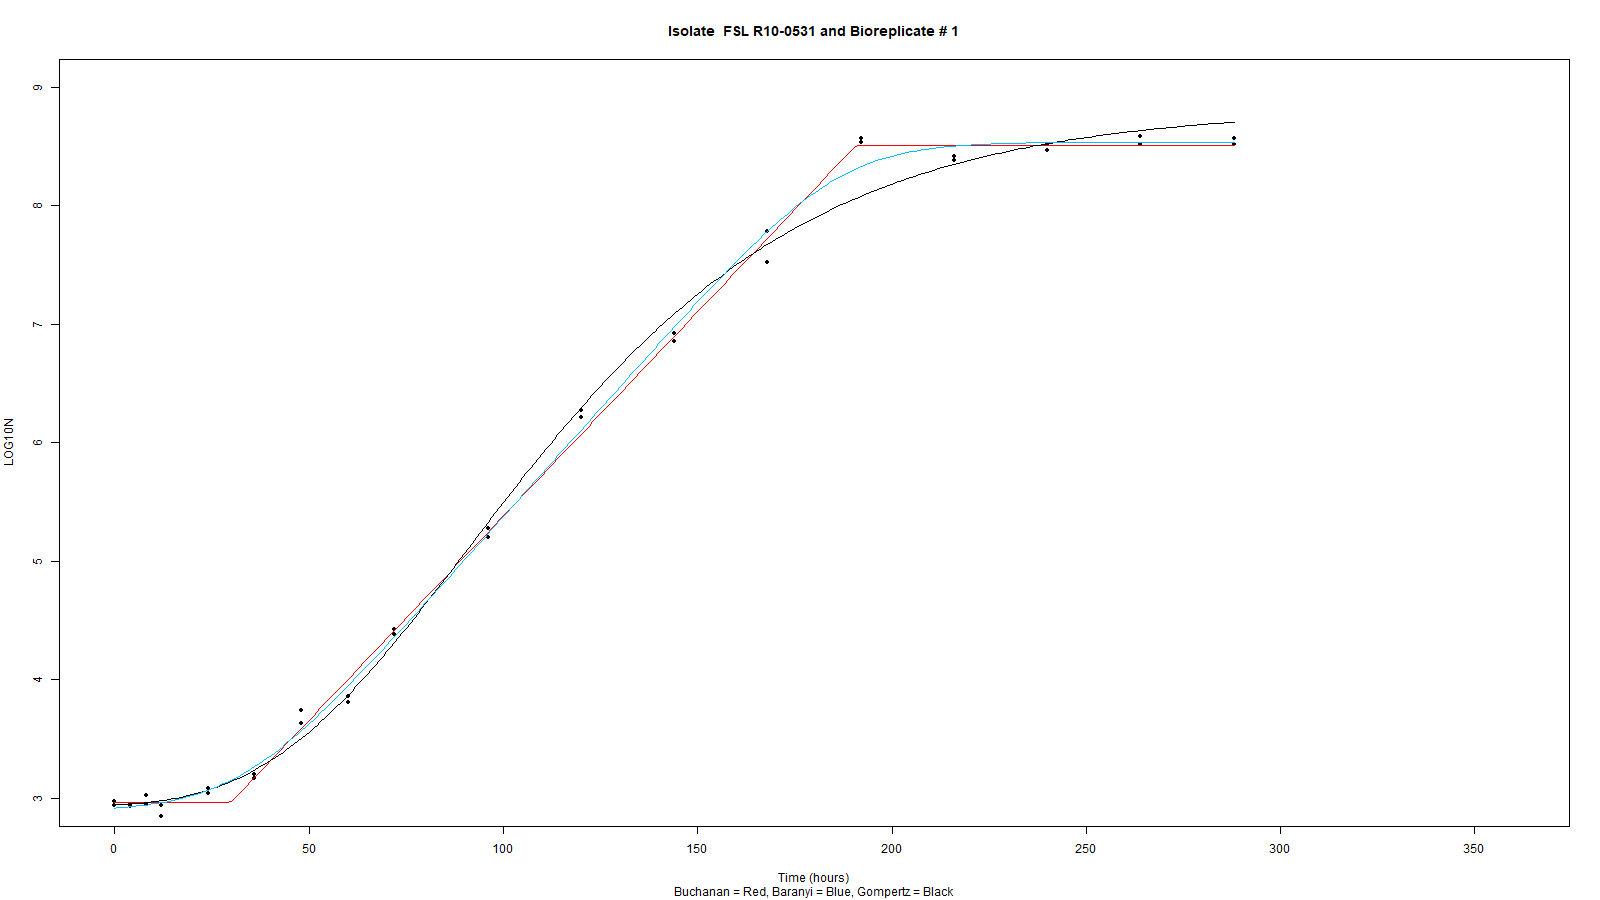 Isolate  FSL R10-0531 and Bioreplicate # 1
LOG10N
9
8
7
6
5
4
3
0 50 100 150 200 250 300 350
Time (hours)
Buchanan = Red, Baranyi = Blue, Gompertz = Black